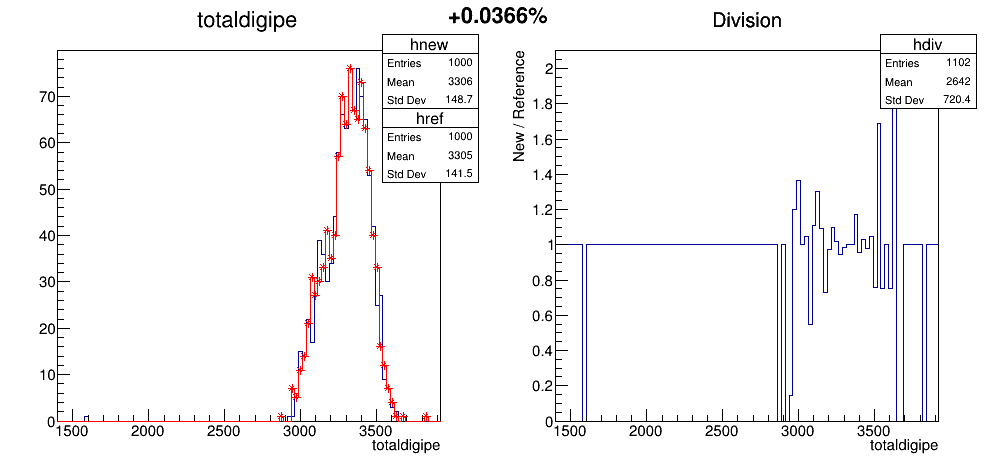 totaldigipe
+0.0366%
Division
hnew
Entries 1000
Mean 3306
Std Dev 148.7
href
Entries 1000
Mean 3305
Std Dev 141.5
70
60
50
40
30
20
10
0
1500 2000 2500 3000 3500
totaldigipe
hdiv
Entries 1102
Mean 2642
Std Dev 720.4
New / Reference
2
1.8
1.6
1.4
1.2
1
0.8
0.6
0.4
0.2
0
1500 2000 2500 3000 3500
totaldigipe